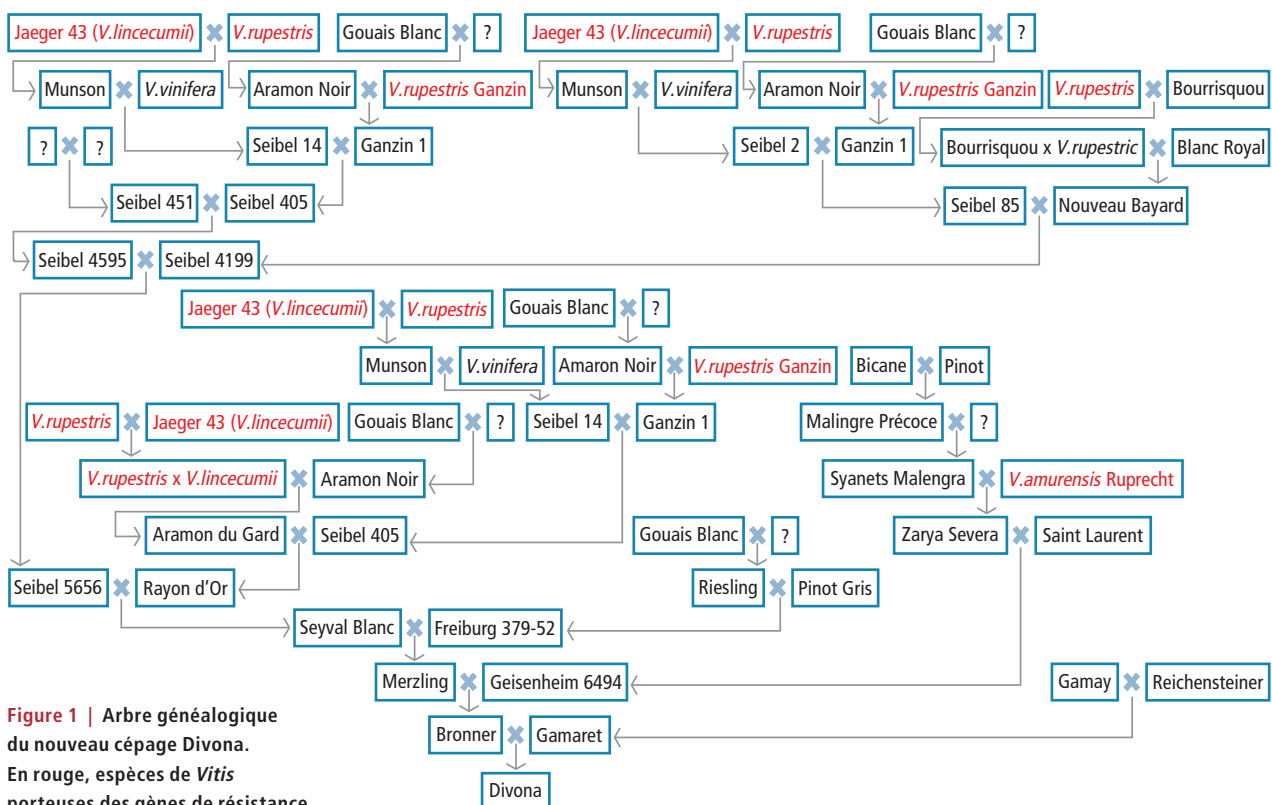 Jaeger 43 (V.lincecumii) V.rupestris Gouais Blanc ? Jaeger 43 (V.lincecumii) V.rupestris Gouais Blanc ?
Munson V.vinifera Aramon Noir V.rupestris Ganzin Munson V.vinifera Aramon Noir V.rupestris Ganzin V.rupestris Bourrisquou
? ? Seibel 14 Ganzin 1 Seibel 2 Ganzin 1 Bourrisquou x V.rupestric Blanc Royal
Seibel 451 Seibel 405 Seibel 85 Nouveau Bayard
Seibel 4595 Seibel 4199
Jaeger 43 (V.lincecumii) V.rupestris Gouais Blanc ?
Munson V.vinifera Amaron Noir V.rupestris Ganzin Bicane Pinot
V.rupestris Jaeger 43 (V.lincecumii) Gouais Blanc ? Seibel 14 Ganzin 1 Malingre Précoce ?
V.rupestris x V.lincecumii Aramon Noir Syanets Malengra V.amurensis Ruprecht
Aramon du Gard Seibel 405 Gouais Blanc ? Zarya Severa Saint Laurent
Seibel 5656 Rayon d'Or Riesling Pinot Gris
Seyval Blanc Freiburg 379-52
Merzling Geisenheim 6494 Gamay Reichensteiner
Bronner Gamaret
Divona
Figure 1 | Arbre généalogique
du nouveau cépage Divona.
En rouge, espèces de Vitis
porteuses des gènes de résistance